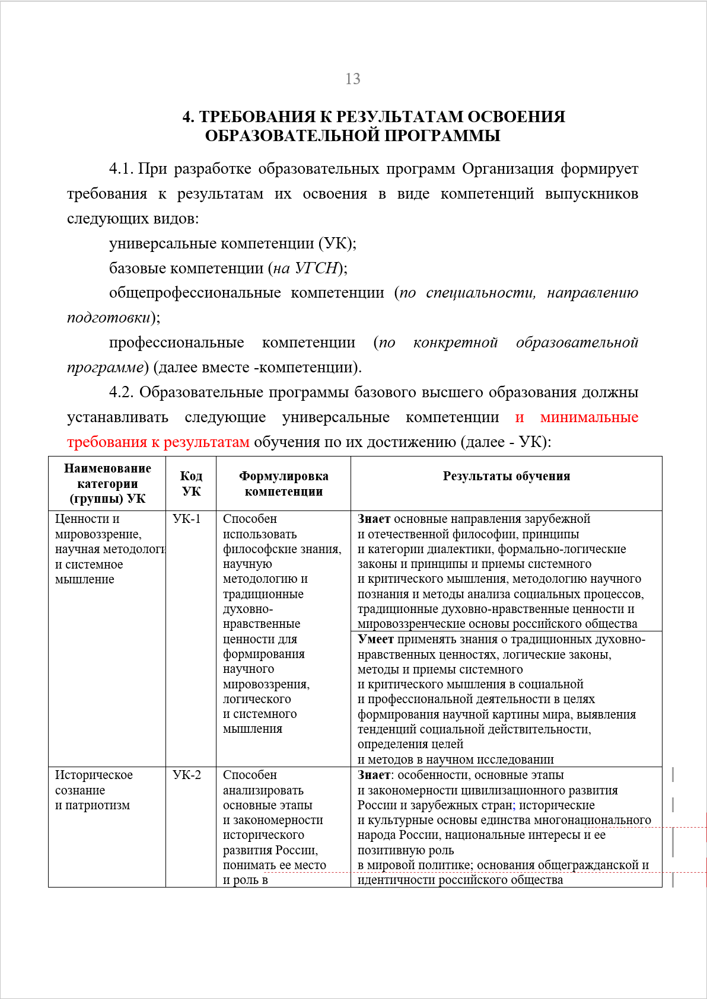 13
4. ТРЕБОВАНИЯ К РЕЗУЛЬТАТАМ ОСВОЕНИЯ
ОБРАЗОВАТЕЛЬНОЙ ПРОГРАММЫ
4.1. При разработке образовательных программ Организация формирует
требования к результатам их освоения в виде компетенций выпускников
следующих видов:
универсальные компетенции (УК);
базовые компетенции (на УГСН);
общепрофессиональные компетенции (по специальности, направлению
подготовки);
профессиональные компетенции (по конкретной образовательной
программе) (далее вместе -компетенции).
4.2. Образовательные программы базового высшего образования должны
устанавливать следующие универсальные компетенции и минимальные
требования к результатам обучения по их достижению (далее - УК):
Наименование
категории
(группы) УК
Код
УК
Формулировка
компетенции
Результаты обучения
Ценности и
мировоззрение,
научная методологи
и системное
мышление
УК-1
Способен
использовать
философские знания,
научную
методологию и
традиционные
духовно-
нравственные
ценности для
формирования
научного
мировоззрения,
логического
и системного
мышления
Знает основные направления зарубежной
и отечественной философии, принципы
и категории диалектики, формально-логические
законы и принципы и приемы системного
и критического мышления, методологию научного
познания и методы анализа социальных процессов,
традиционные духовно-нравственные ценности и
мировоззренческие основы российского общества
Умеет применять знания о традиционных духовно-
нравственных ценностях, логические законы,
методы и приемы системного
и критического мышления в социальной
и профессиональной деятельности в целях
формирования научной картины мира, выявления
тенденций социальной действительности,
определения целей
и методов в научном исследовании
Историческое
сознание
и патриотизм
УК-2
Способен
анализировать
основные этапы
и закономерности
исторического
развития России,
понимать ее место
и роль в
Знает: особенности, основные этапы
и закономерности цивилизационного развития
России и зарубежных стран; исторические
и культурные основы единства многонационального
народа России, национальные интересы и ее
позитивную роль
в мировой политике; основания общегражданской и
идентичности российского общества